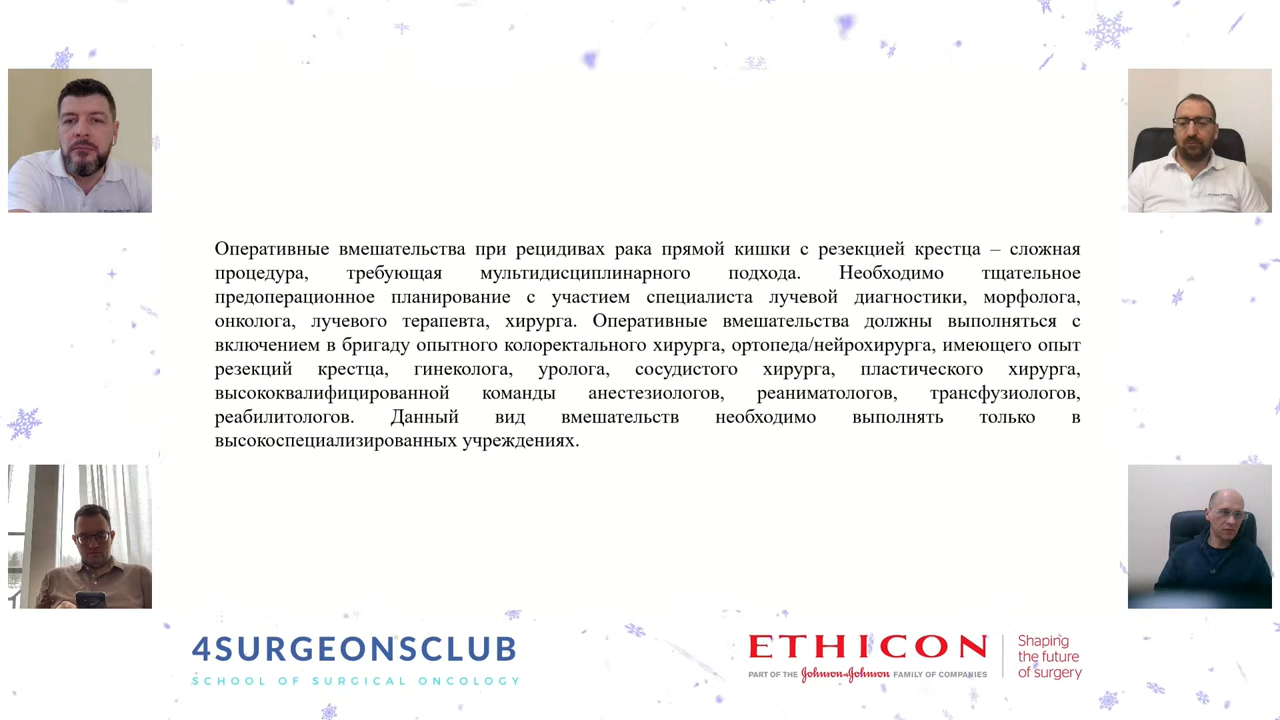 Оперативные вмешательства при рецидивах рака прямой кишки с резекцией крестца – сложная
процедура, требующая мультидисциплинарного подхода. Необходимо тщательное
предоперационное планирование с участием специалиста лучевой диагностики, морфолога,
онколога, лучевого терапевта, хирурга. Оперативные вмешательства должны выполняться с
включением в бригаду опытного колоректального хирурга, ортопеда/нейрохирурга, имеющего опыт
резекций крестца, гинеколога, уролога, сосудистого хирурга, пластического хирурга,
высококвалифицированной команды анестезиологов, реаниматологов, трансфузиологов,
реабилитологов. Данный вид вмешательств необходимо выполнять только в
высокоспециализированных учреждениях.
4SURGEONSCLUB
SCHOOL OF SURGICAL ONCOLOGY
ETHICON
PART OF THE Johnson&Johnson FAMILY OF COMPANIES
Shaping
the future
of surgery